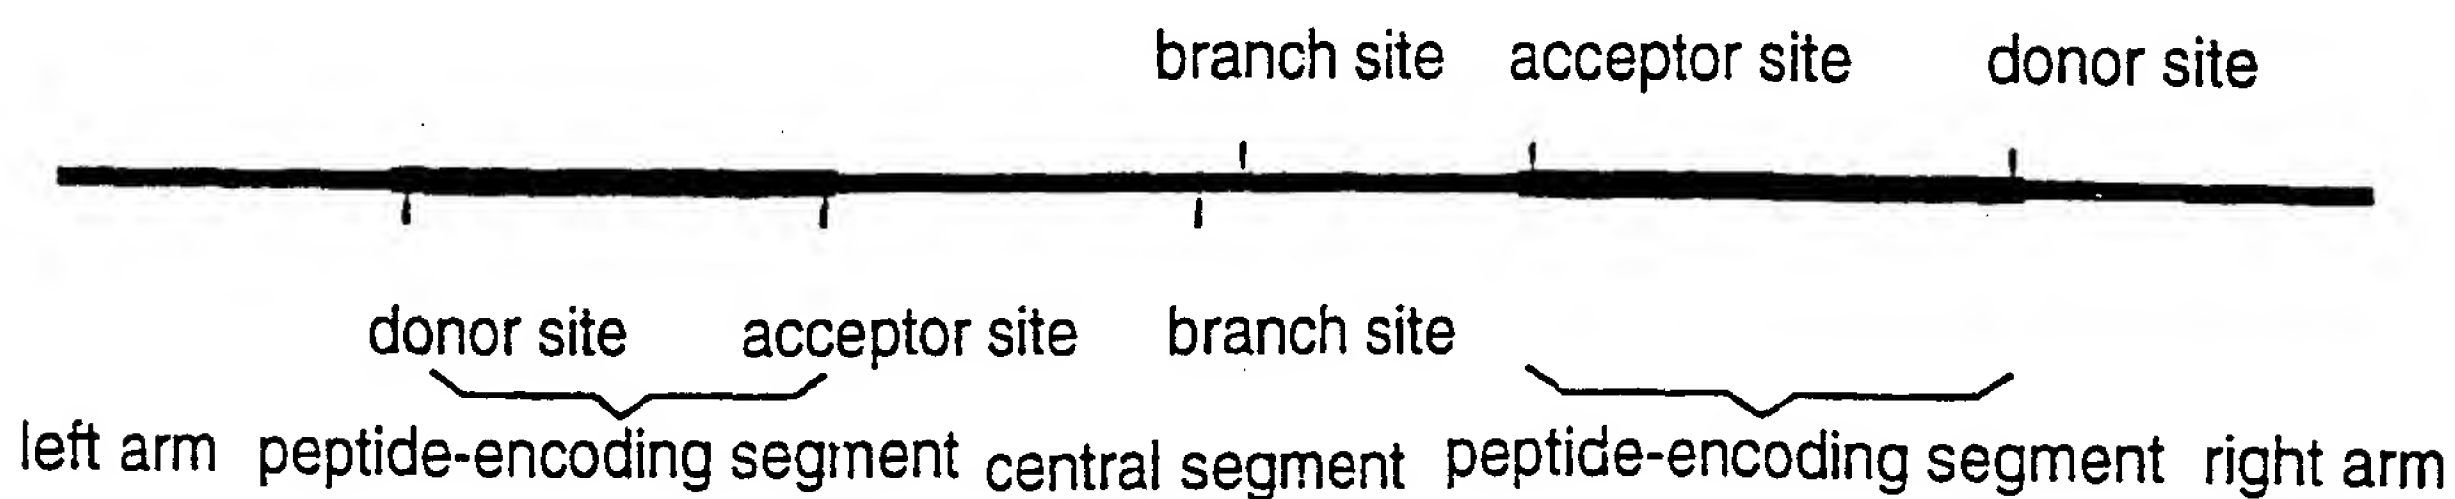 branch site acceptor site donor site
donor site acceptor site branch site
left arm peptide-encoding segment central segment peptide-encoding segment right arm